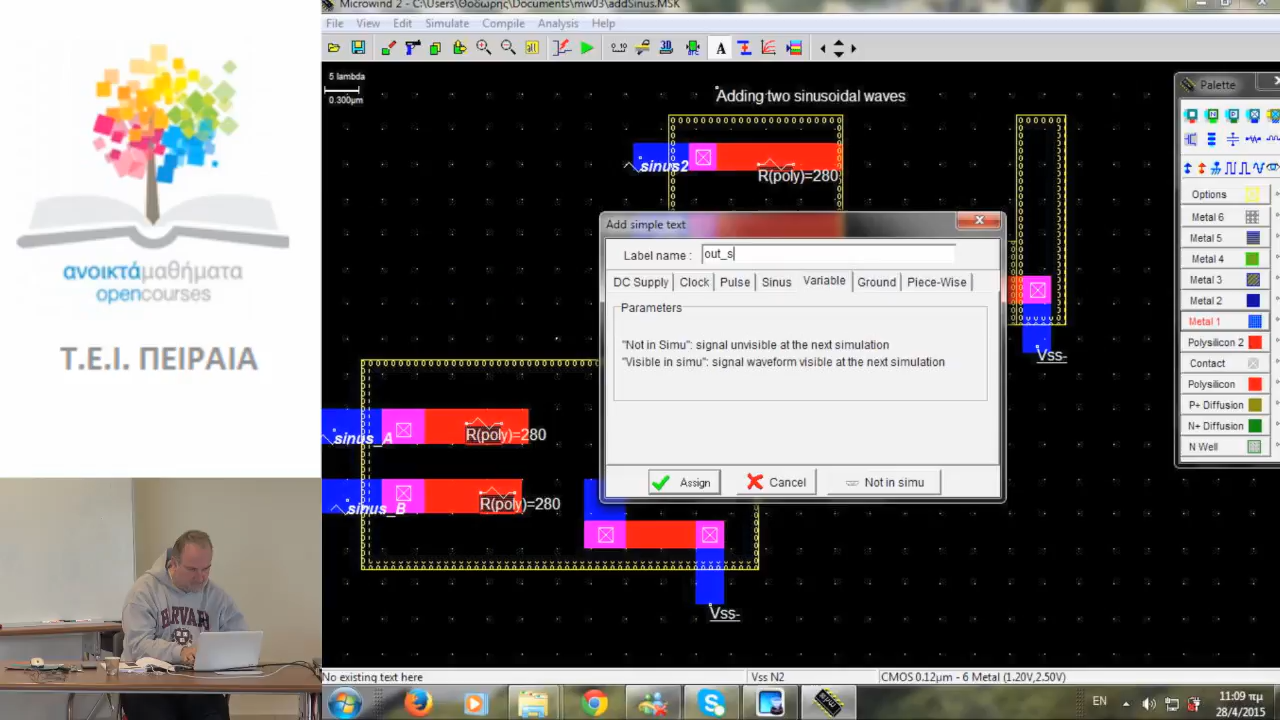 Microwind 2 - C:\Users\Θοδωρής\Documents\mw03\addSinus.MSK
File View Edit Simulate Compile Analysis Help
5 lambda
0.300µm
Adding two sinusoidal waves
sinus2
R(poly)=280
Palette
Options
Metal 6
Metal 5
Metal 4
Metal 3
Metal 2
Metal 1
Polysilicon 2
Contact
Polysilicon
P+ Diffusion
N+ Diffusion
N Well
Add simple text
Label name : out_s
DC Supply Clock Pulse Sinus Variable Ground Piece-Wise
Parameters
"Not in Simu": signal unvisible at the next simulation
"Visible in simu": signal waveform visible at the next simulation
Assign Cancel Not in simu
Vss-
sinus_A
R(poly)=280
sinus_B
R(poly)=280
Vss-
No existing text here
Vss N2
CMOS 0.12µm - 6 Metal (1.20V,2.50V)
EN
11:09 πμ
28/4/2015
ανοικτάμαθήματα
opencourses
Τ.Ε.Ι. ΠΕΙΡΑΙΑ
HARVARD